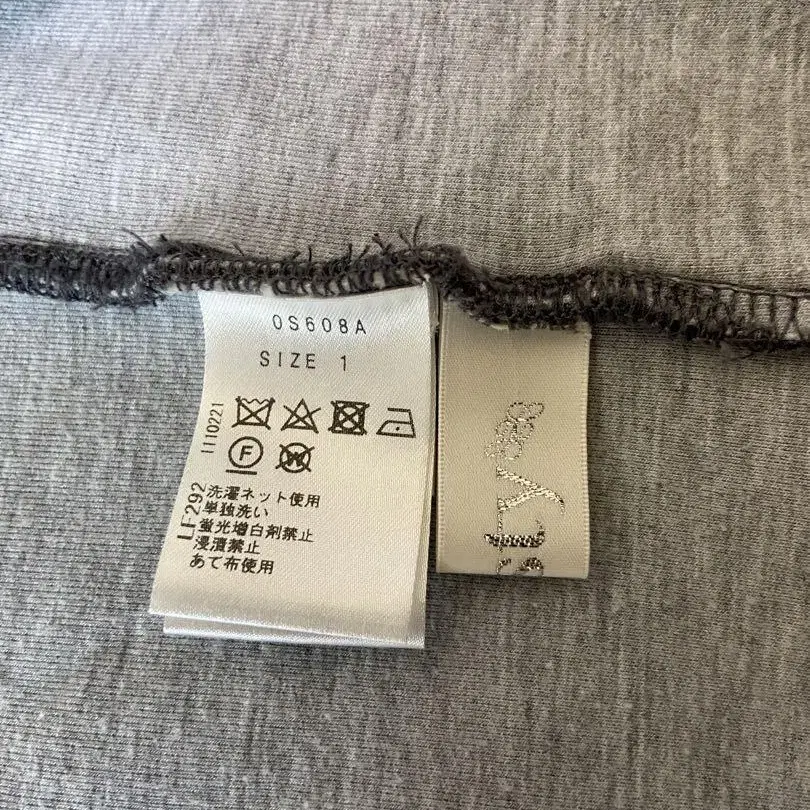 0S608A
SIZE 1
1110221
F
W
LF292
洗濯ネット使用
単独洗い
蛍光増白剤禁止
浸漬禁止
あて布使用
ty